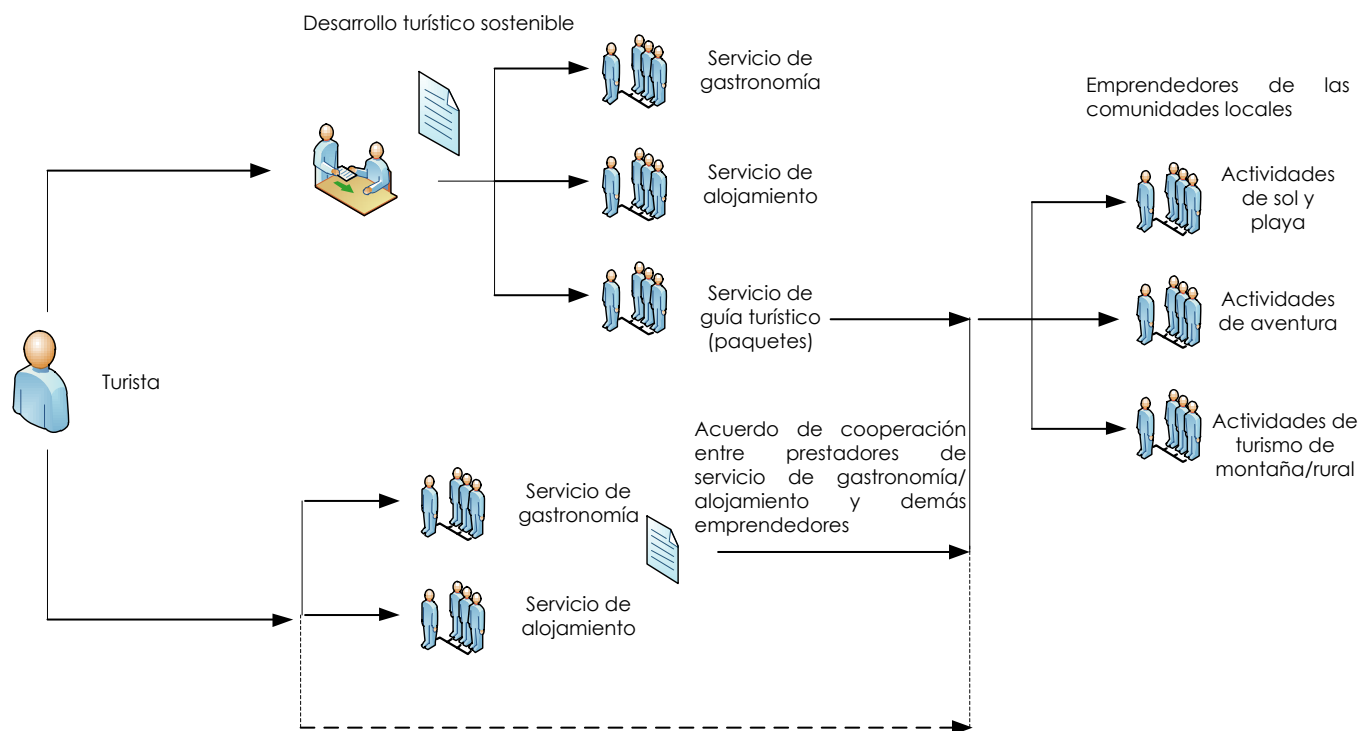 Desarrollo turístico sostenible
Servicio de
gastronomía
Servicio de
alojamiento
Servicio de
guía turístico
(paquetes)
Emprendedores de las
comunidades locales
Actividades
de sol y
playa
Actividades
de aventura
Actividades de
turismo de
montaña/rural
Turista
Acuerdo de cooperación
entre prestadores de
servicio de gastronomía/
alojamiento y demás
emprendedores
Servicio de
gastronomía
Servicio de
alojamiento